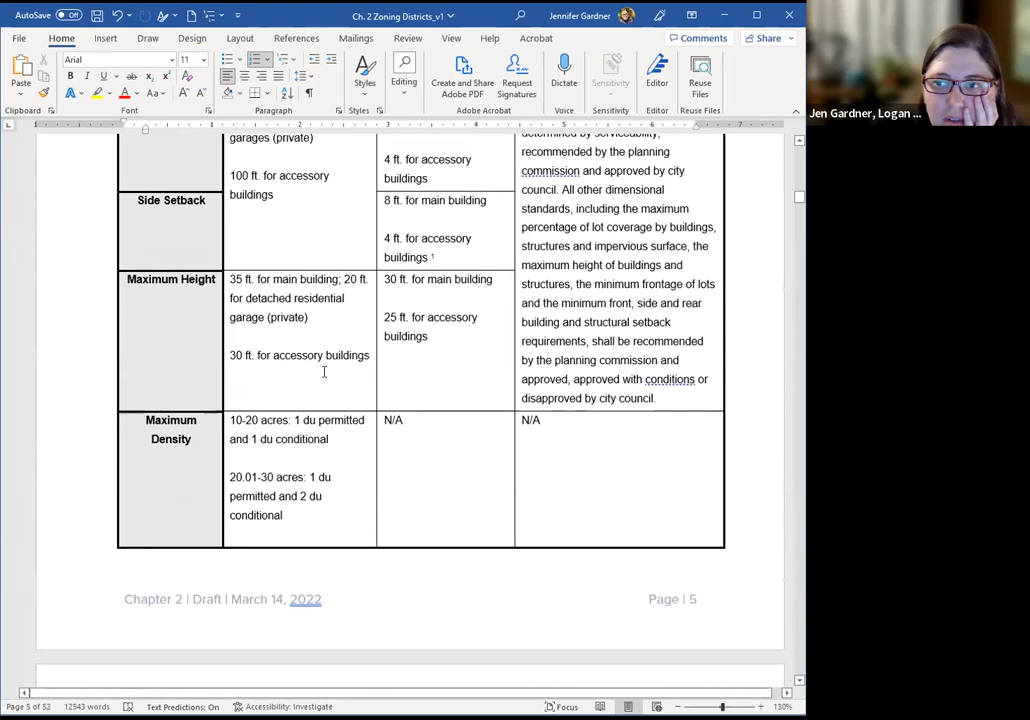 AutoSave Off Ch. 2 Zoning Districts_v1 Jennifer Gardner
File Home Insert Draw Design Layout References Mailings Review View Help Acrobat Comments Share
Arial 11
Paste
Styles Editing Create and Share Adobe PDF Request Signatures Dictate Sensitivity Editor Reuse Files
Clipboard Font Paragraph Styles Adobe Acrobat Voice Sensitivity Editor Reuse Files
1 1 2 3 4 5 6 7
garages (private)
100 ft. for accessory
buildings
4 ft. for accessory
buildings
determined by serviceability,
recommended by the planning
commission and approved by city
council. All other dimensional
standards, including the maximum
percentage of lot coverage by buildings,
structures and impervious surface, the
maximum height of buildings and
structures, the minimum frontage of lots
and the minimum front, side and rear
building and structural setback
requirements, shall be recommended
by the planning commission and
approved, approved with conditions or
disapproved by city council.
Side Setback
8 ft. for main building
4 ft. for accessory
buildings ¹
Maximum Height
35 ft. for main building; 20 ft.
for detached residential
garage (private)
30 ft. for accessory buildings
30 ft. for main building
25 ft. for accessory
buildings
Maximum
Density
10-20 acres: 1 du permitted
and 1 du conditional
20.01-30 acres: 1 du
permitted and 2 du
conditional
N/A
N/A
Chapter 2 | Draft | March 14, 2022 Page | 5
Page 5 of 52 12543 words Text Predictions: On Accessibility: Investigate Focus 130%
Jen Gardner, Logan ...